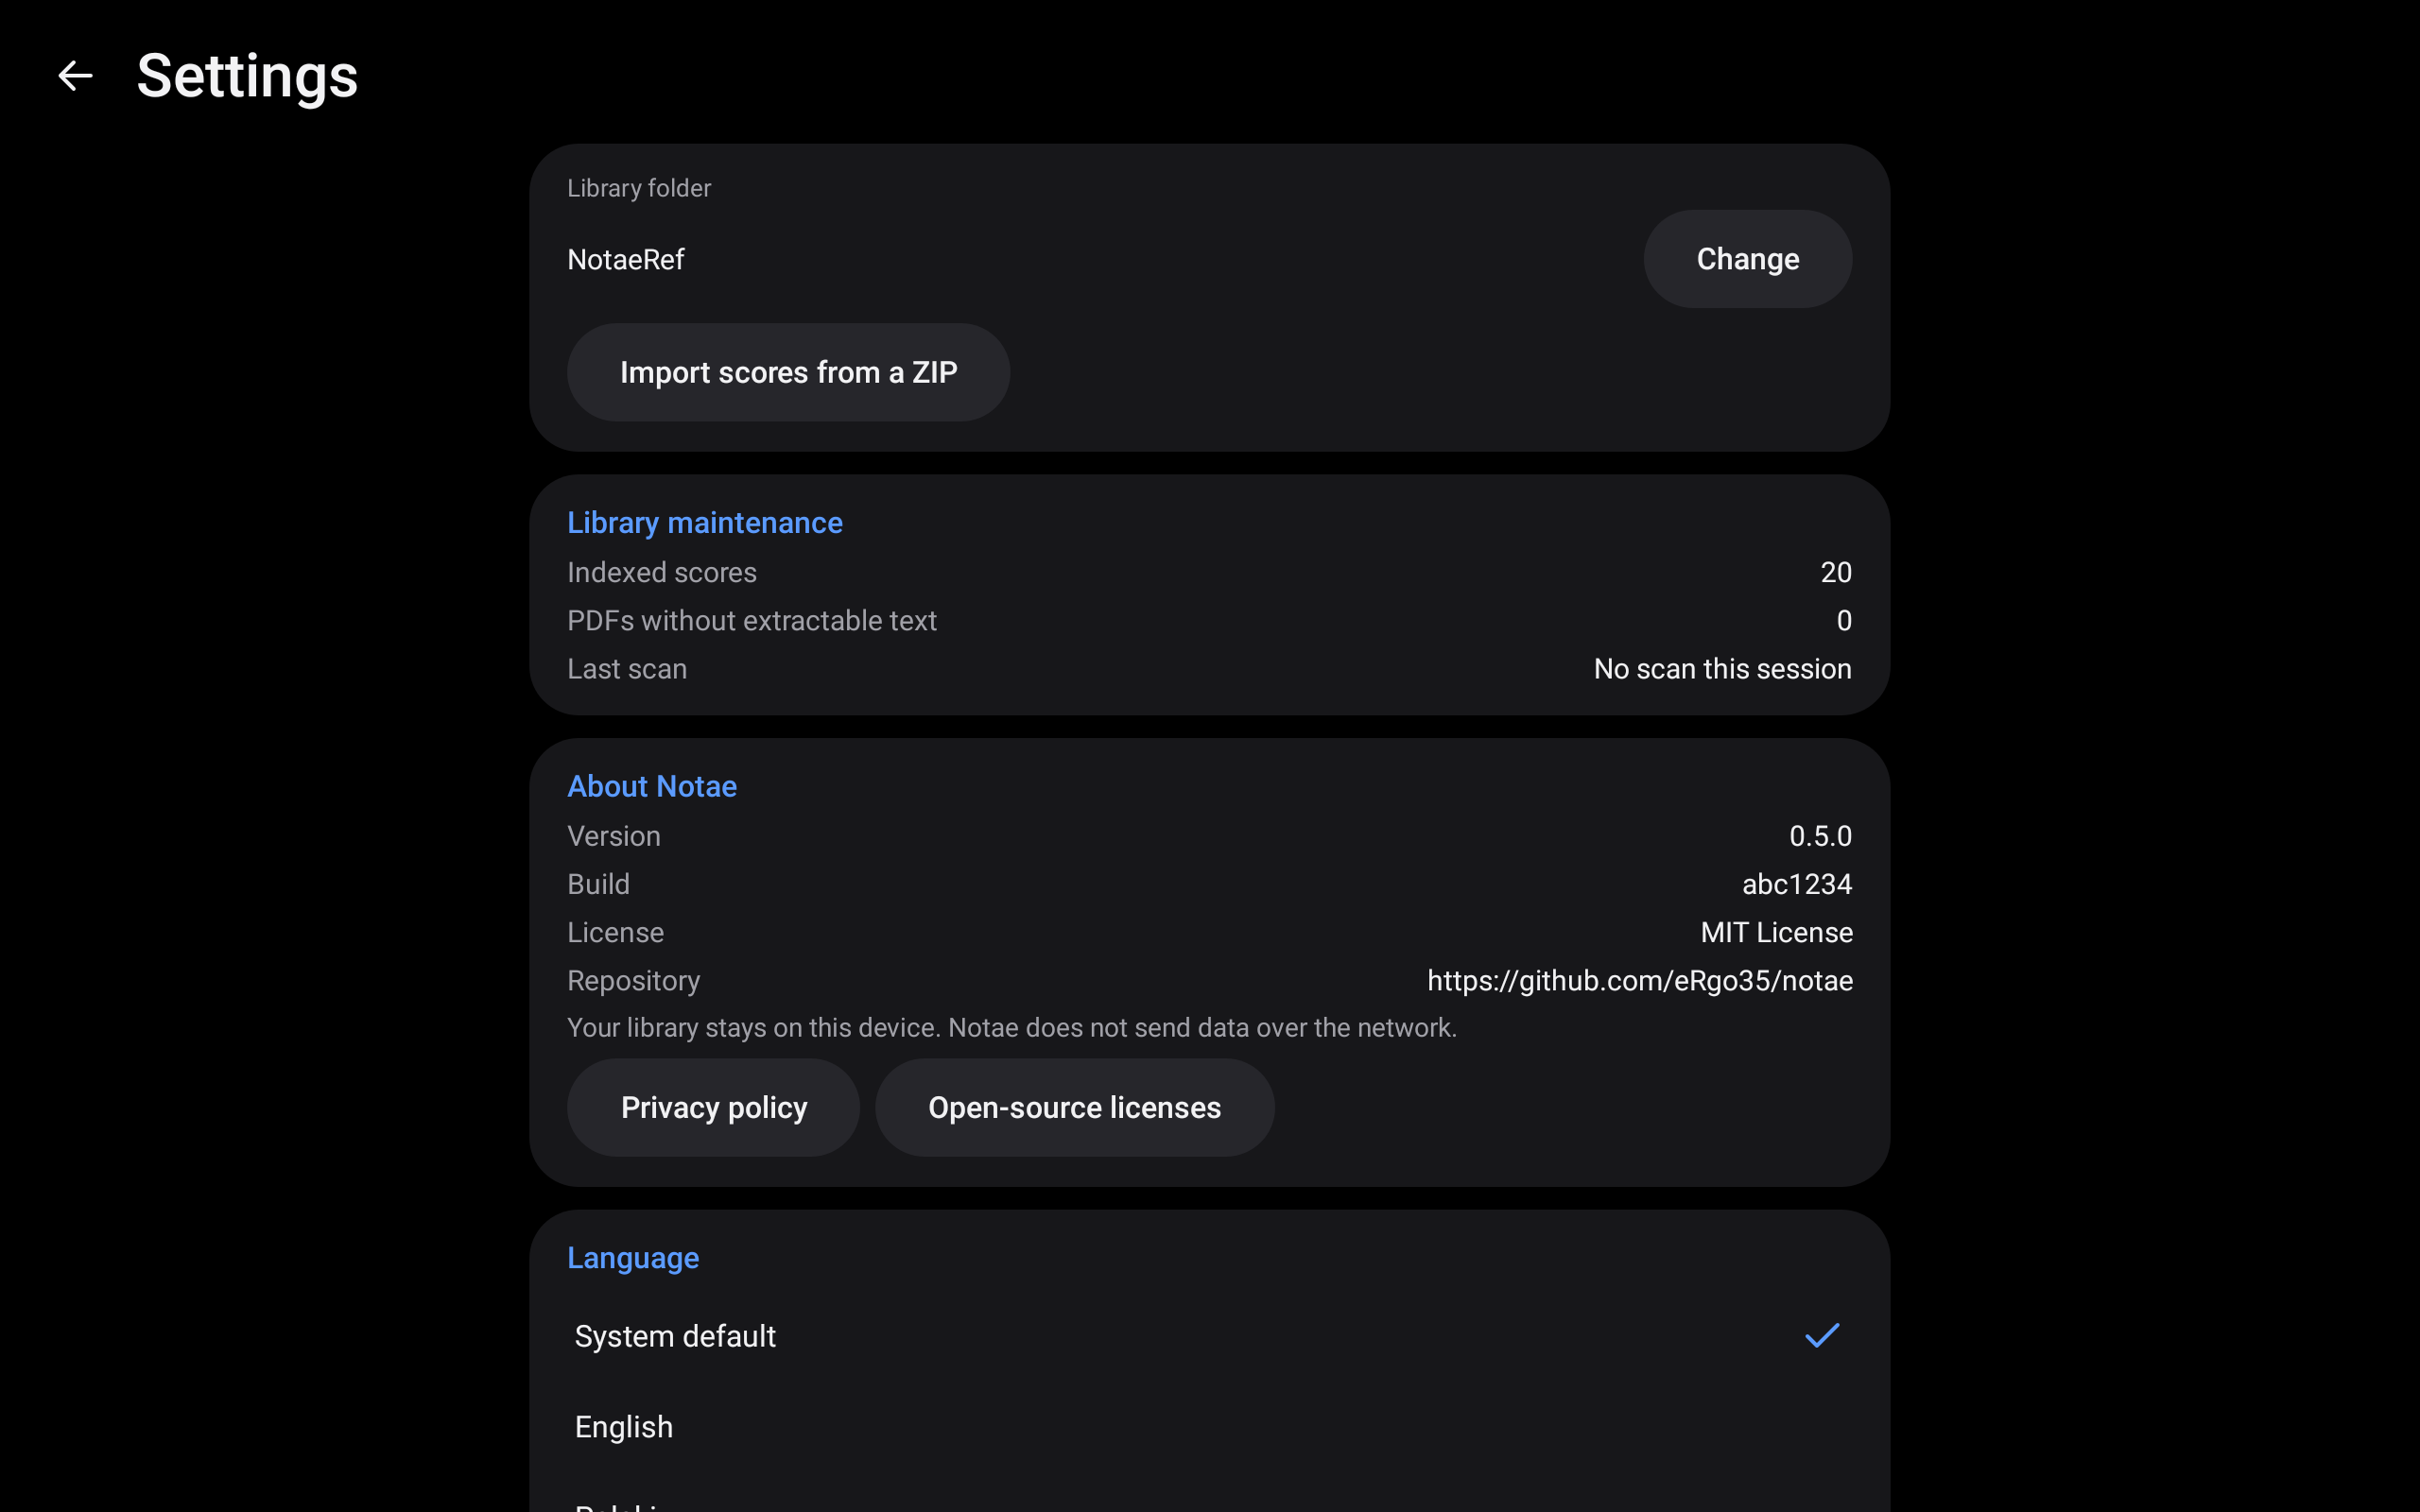 Settings
Library folder
NotaeRef
Change
Import scores from a ZIP
Library maintenance
Indexed scores 20
PDFs without extractable text 0
Last scan No scan this session
About Notae
Version 0.5.0
Build abc1234
License MIT License
Repository https://github.com/eRgo35/notae
Your library stays on this device. Notae does not send data over the network.
Privacy policy Open-source licenses
Language
System default
English